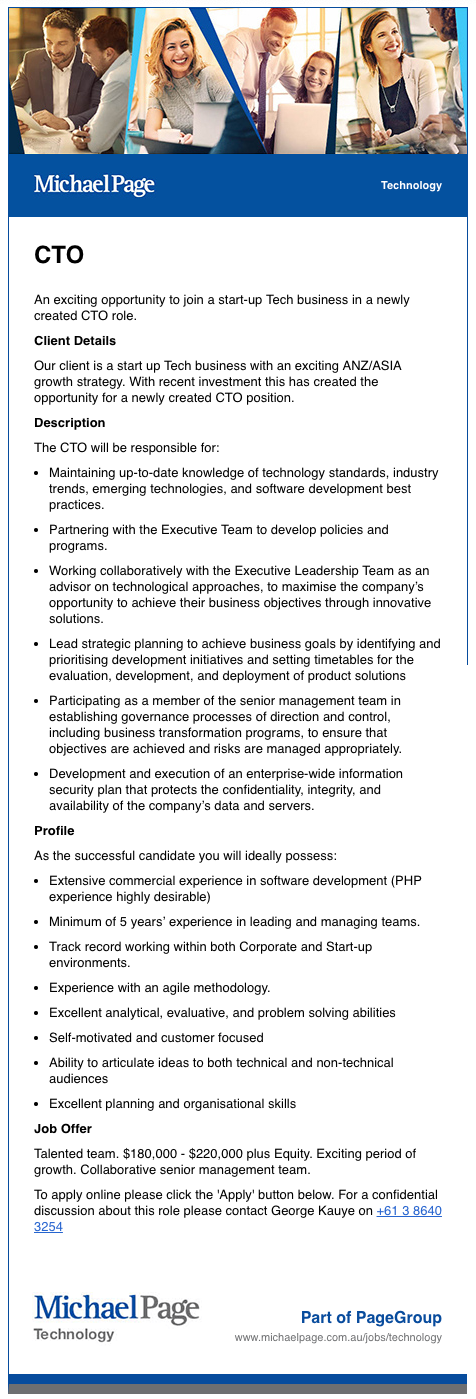 MichaelPage
Technology
CTO
An exciting opportunity to join a start-up Tech business in a newly
created CTO role.
Client Details
Our client is a start up Tech business with an exciting ANZ/ASIA
growth strategy. With recent investment this has created the
opportunity for a newly created CTO position.
Description
The CTO will be responsible for:
• Maintaining up-to-date knowledge of technology standards, industry
trends, emerging technologies, and software development best
practices.
• Partnering with the Executive Team to develop policies and
programs.
• Working collaboratively with the Executive Leadership Team as an
advisor on technological approaches, to maximise the company’s
opportunity to achieve their business objectives through innovative
solutions.
• Lead strategic planning to achieve business goals by identifying and
prioritising development initiatives and setting timetables for the
evaluation, development, and deployment of product solutions
• Participating as a member of the senior management team in
establishing governance processes of direction and control,
including business transformation programs, to ensure that
objectives are achieved and risks are managed appropriately.
• Development and execution of an enterprise-wide information
security plan that protects the confidentiality, integrity, and
availability of the company’s data and servers.
Profile
As the successful candidate you will ideally possess:
• Extensive commercial experience in software development (PHP
experience highly desirable)
• Minimum of 5 years’ experience in leading and managing teams.
• Track record working within both Corporate and Start-up
environments.
• Experience with an agile methodology.
• Excellent analytical, evaluative, and problem solving abilities
• Self-motivated and customer focused
• Ability to articulate ideas to both technical and non-technical
audiences
• Excellent planning and organisational skills
Job Offer
Talented team. $180,000 - $220,000 plus Equity. Exciting period of
growth. Collaborative senior management team.
To apply online please click the 'Apply' button below. For a confidential
discussion about this role please contact George Kauye on +61 3 8640
3254
MichaelPage
Technology
Part of PageGroup
www.michaelpage.com.au/jobs/technology